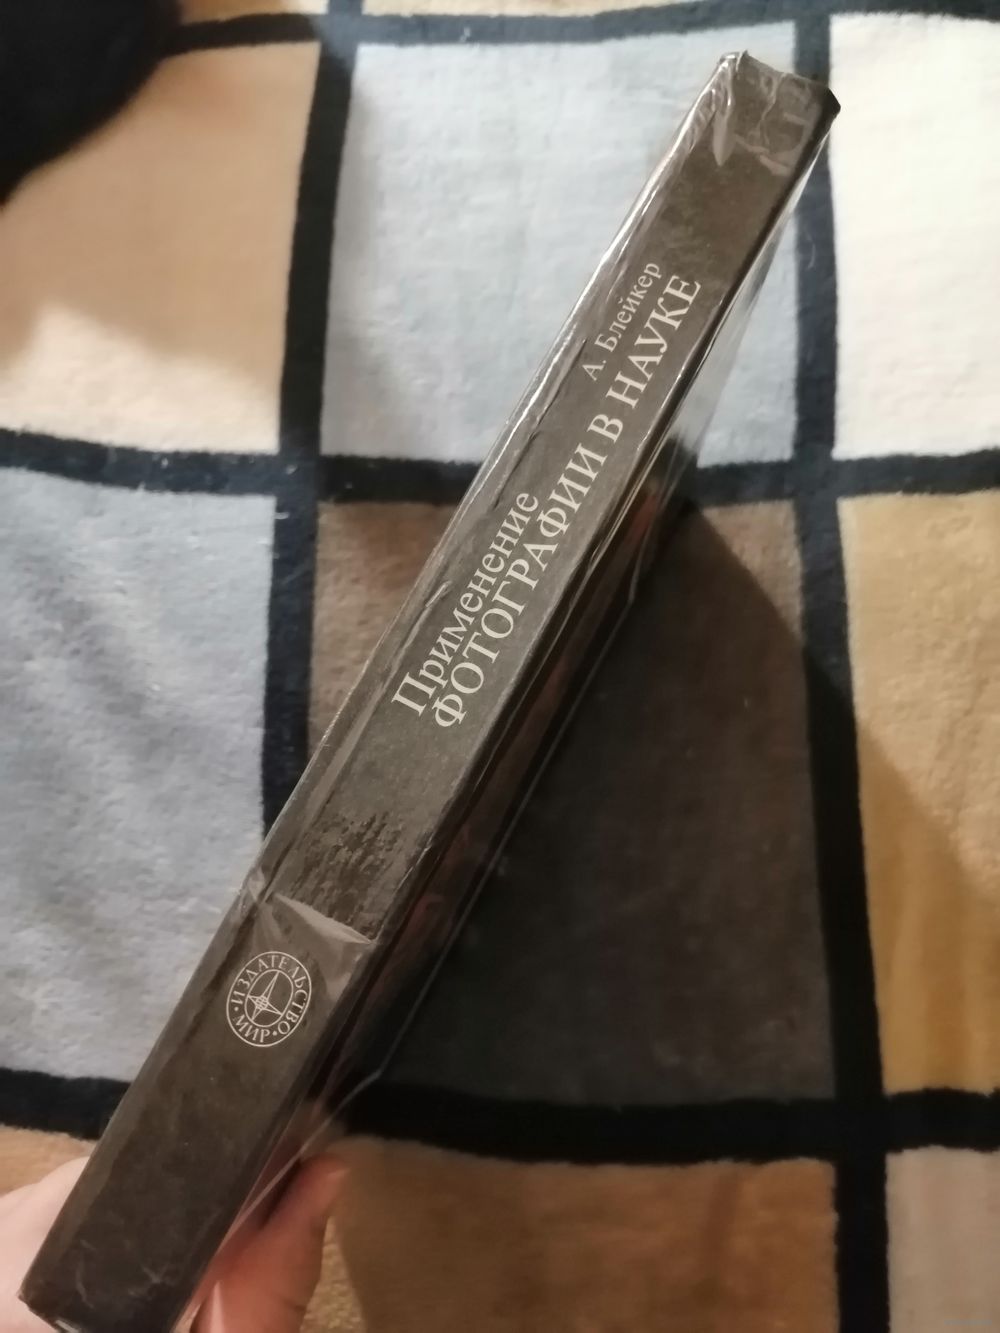 А. Блейкер
Применение
ФОТОГРАФИИ В НАУКЕ
ИЗДАТЕЛЬСТВО
МИР